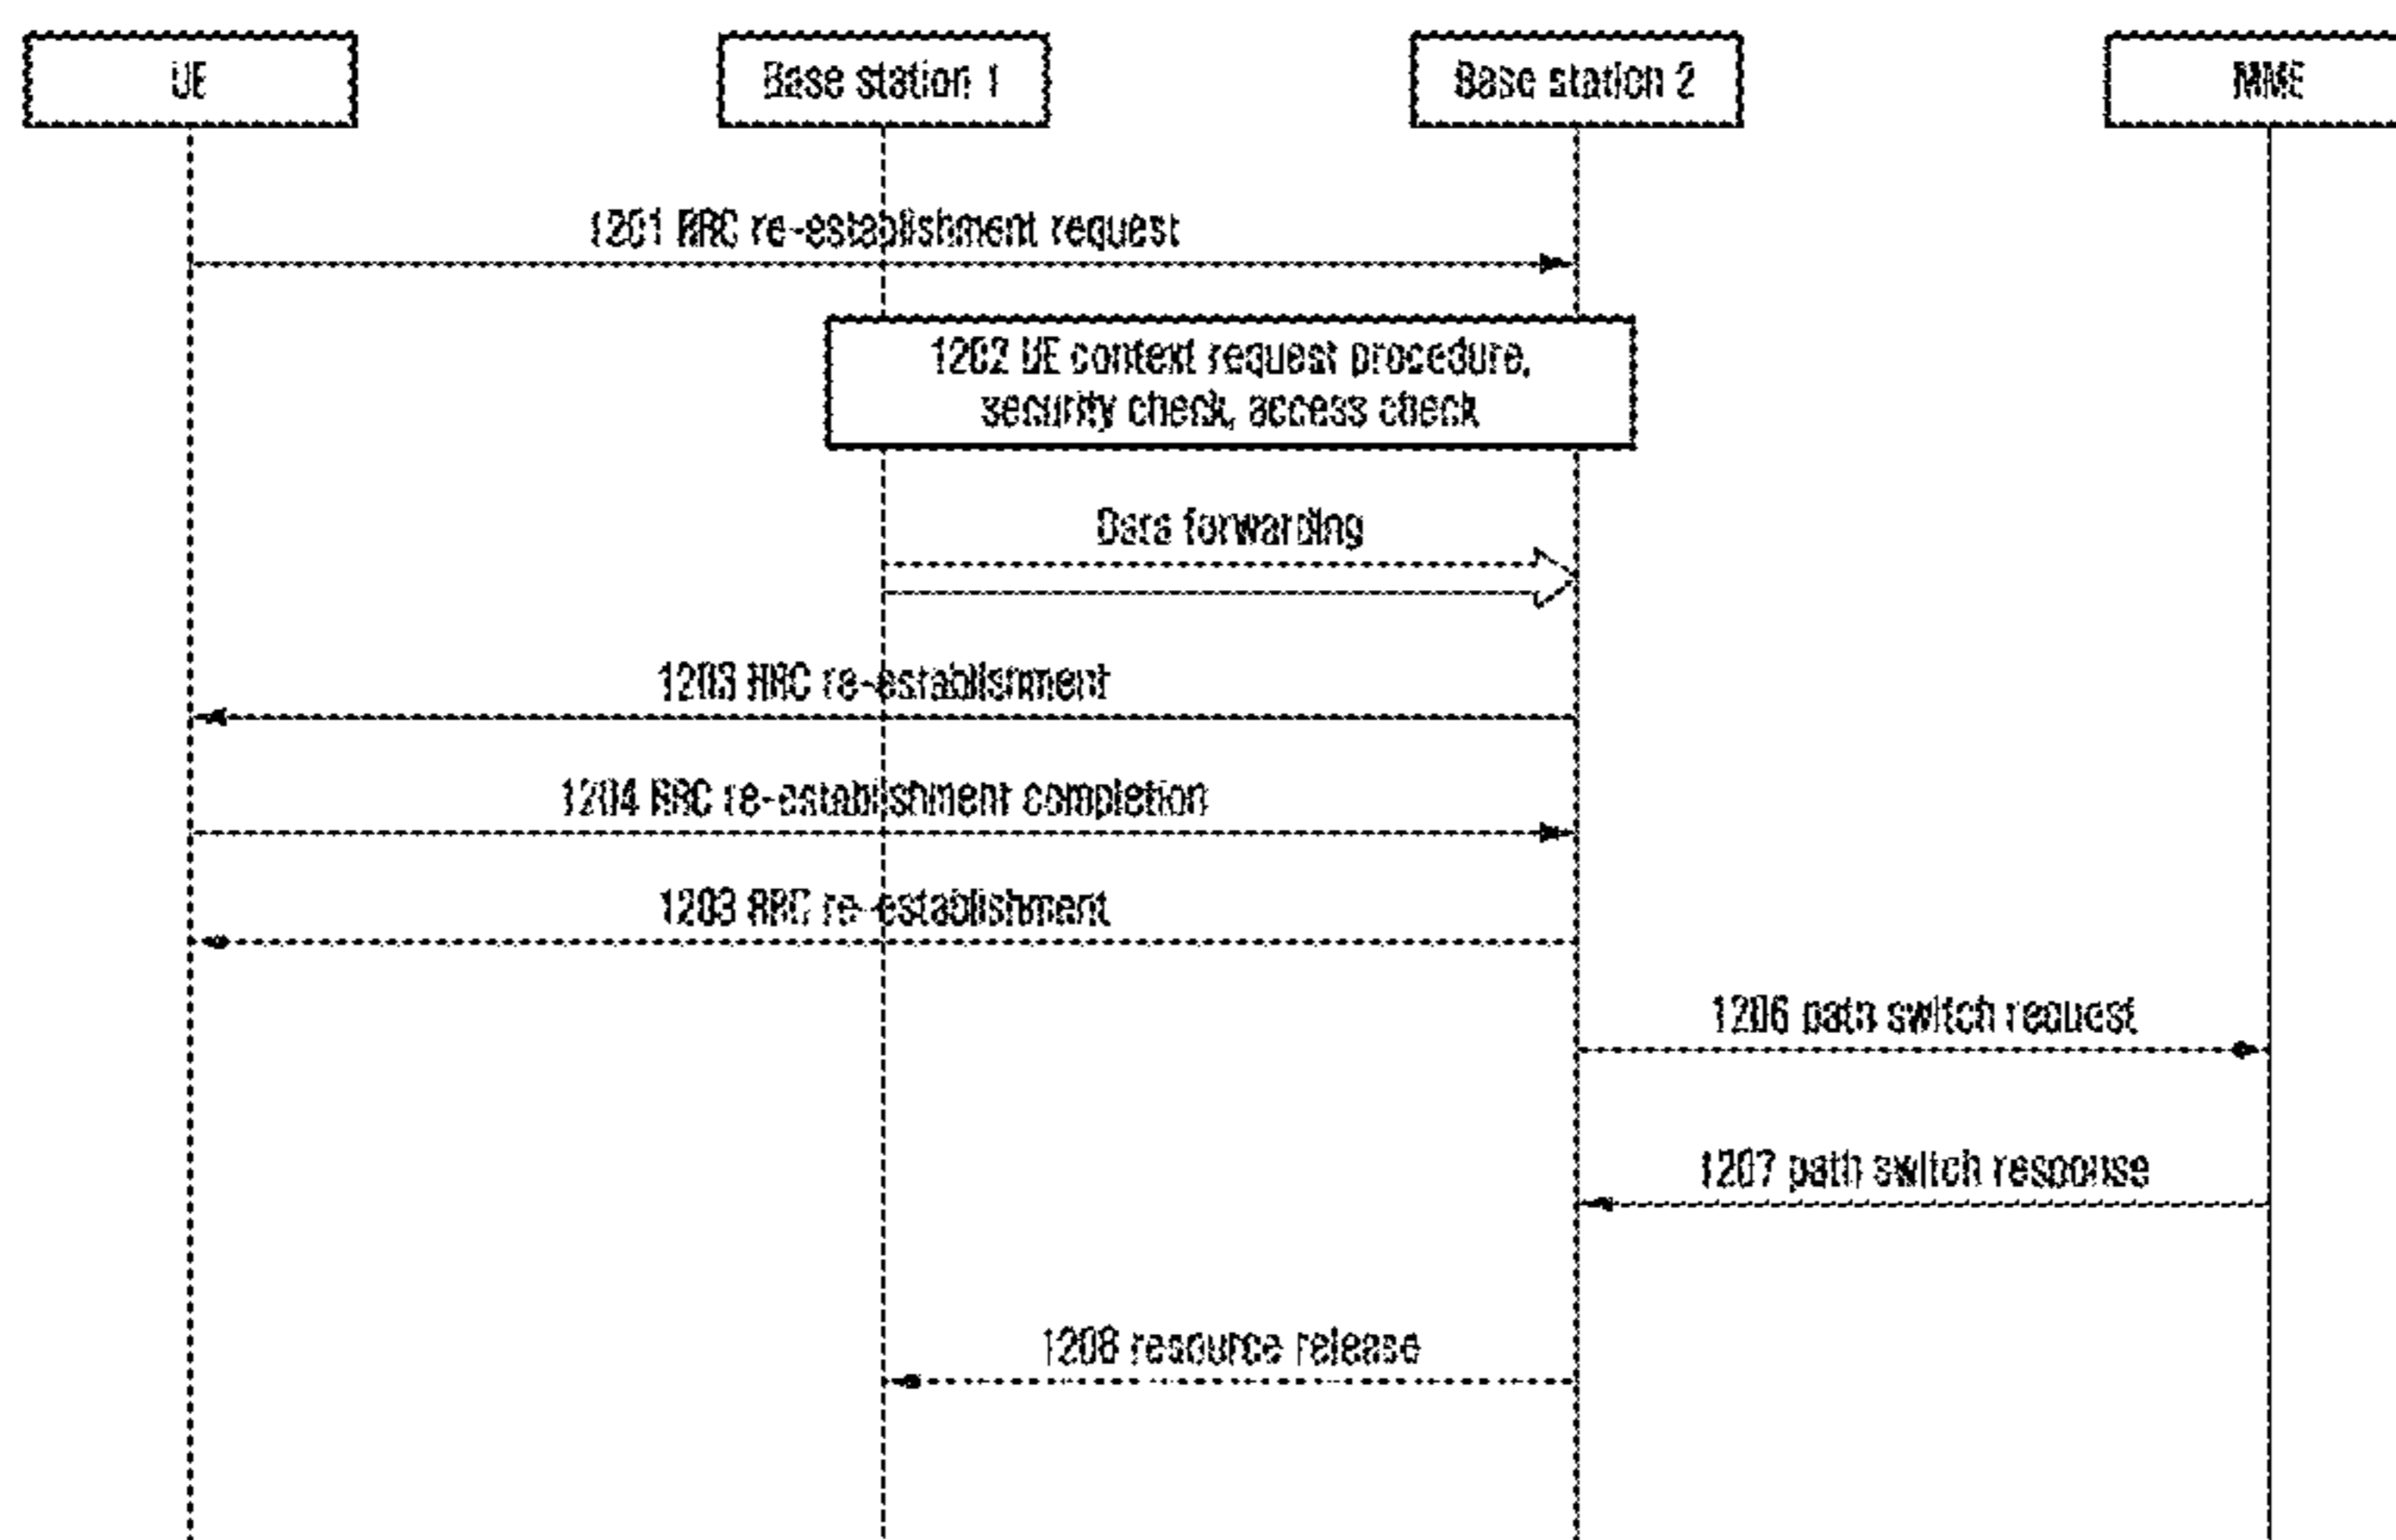 UE
Base station 1
Base station 2
MME
1201 RRC re-establishment request
1202 UE context request procedure,
security check, access check
Data forwarding
1203 RRC re-establishment
1204 RRC re-establishment completion
1203 RRC re-establishment
1206 path switch request
1207 path switch response
1208 resource release